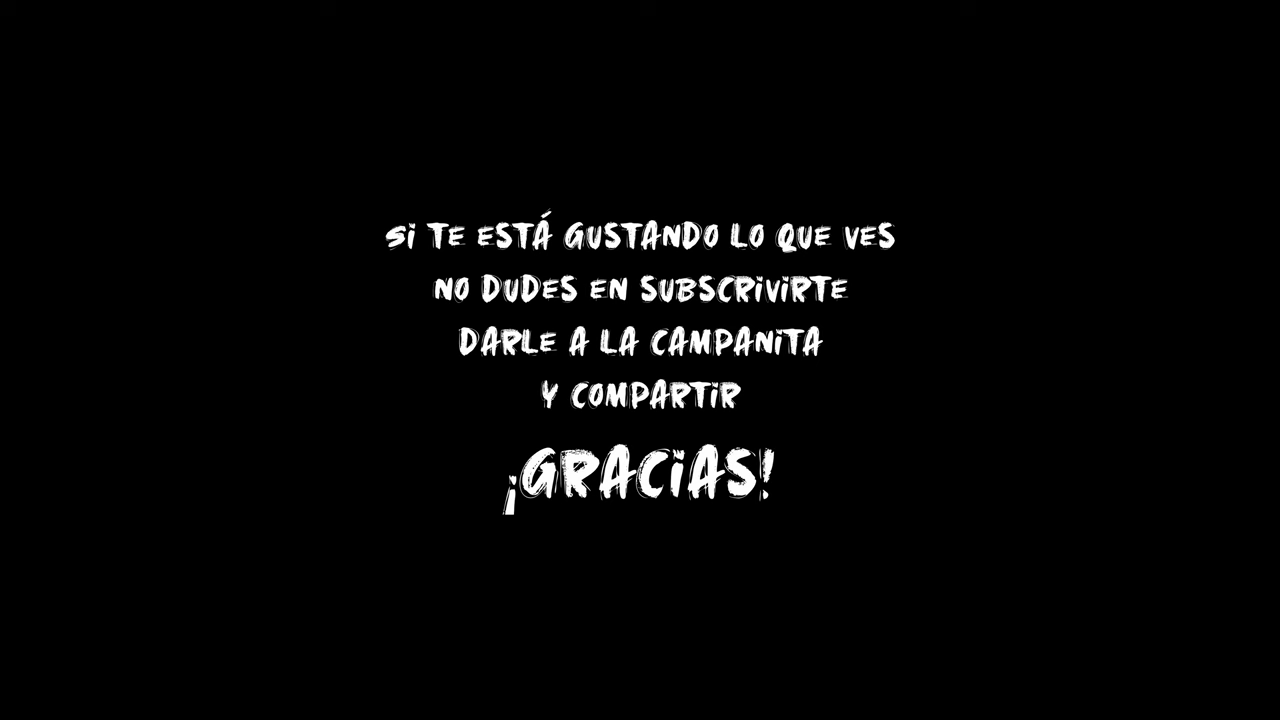 SI TE ESTÁ GUSTANDO LO QUE VES
NO DUDES EN SUBSCRIVIRTE
DARLE A LA CAMPANITA
Y COMPARTIR
¡GRACIAS!